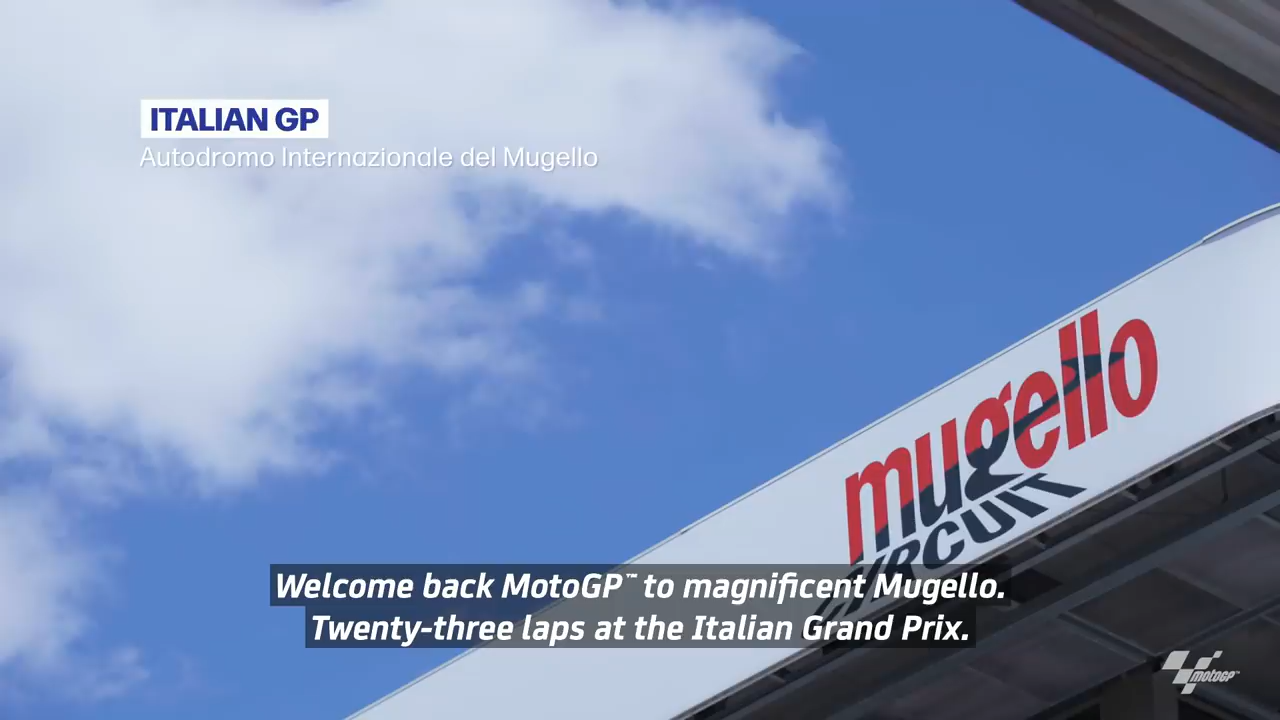 ITALIAN GP
Autodromo Internazionale del Mugello
mugello
CIRCUIT
Welcome back MotoGP™ to magnificent Mugello.
Twenty-three laps at the Italian Grand Prix.
motoGP™